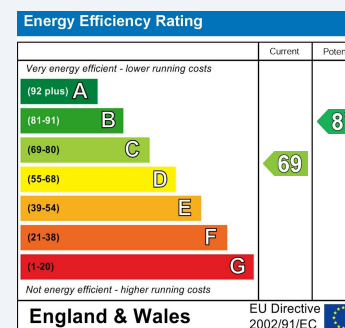 Energy Efficiency Rating
Current
Very energy efficient - lower running costs
(92 plus) A
(81-91) B
(69-80) C
69
(55-68) D
(39-54) E
(21-38) F
(1-20) G
Not energy efficient - higher running costs
England & Wales
EU Directive
2002/91/EC